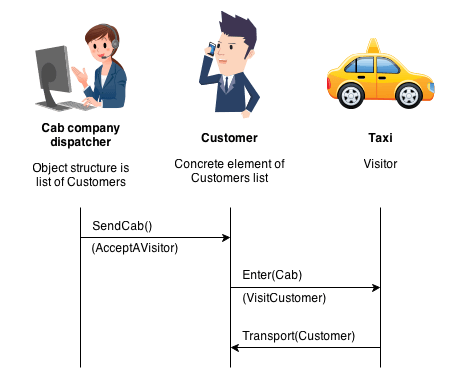 Cab company
dispatcher
Customer
Taxi
Object structure is
list of Customers
Concrete element of
Customers list
Visitor
SendCab()
(AcceptAVisitor)
Enter(Cab)
(VisitCustomer)
Transport(Customer)